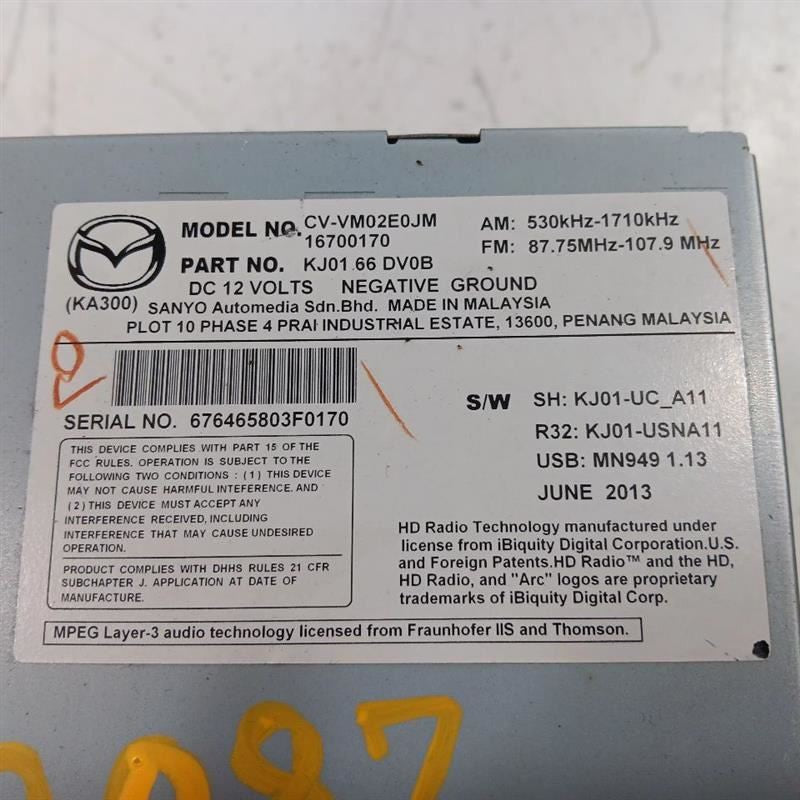 MODEL NO. CV-VM02E0JM
16700170
AM: 530kHz-1710kHz
FM: 87.75MHz-107.9 MHz
PART NO. KJ01 66 DV0B
DC 12 VOLTS NEGATIVE GROUND
(KA300) SANYO Automedia Sdn.Bhd. MADE IN MALAYSIA
PLOT 10 PHASE 4 PRAI INDUSTRIAL ESTATE, 13600, PENANG MALAYSIA
SERIAL NO. 676465803F0170
THIS DEVICE COMPLIES WITH PART 15 OF THE
FCC RULES. OPERATION IS SUBJECT TO THE
FOLLOWING TWO CONDITIONS : (1) THIS DEVICE
MAY NOT CAUSE HARMFUL INTEFERENCE. AND
(2) THIS DEVICE MUST ACCEPT ANY
INTERFERENCE RECEIVED, INCLUDING
INTERFERENCE THAT MAY CAUSE UNDESIRED
OPERATION.
PRODUCT COMPLIES WITH DHHS RULES 21 CFR
SUBCHAPTER J. APPLICATION AT DATE OF
MANUFACTURE.
S/W SH: KJ01-UC_A11
R32: KJ01-USNA11
USB: MN949 1.13
JUNE 2013
HD Radio Technology manufactured under
license from iBiquity Digital Corporation.U.S.
and Foreign Patents.HD Radio™ and the HD,
HD Radio, and "Arc" logos are proprietary
trademarks of iBiquity Digital Corp.
MPEG Layer-3 audio technology licensed from Fraunhofer IIS and Thomson.
087